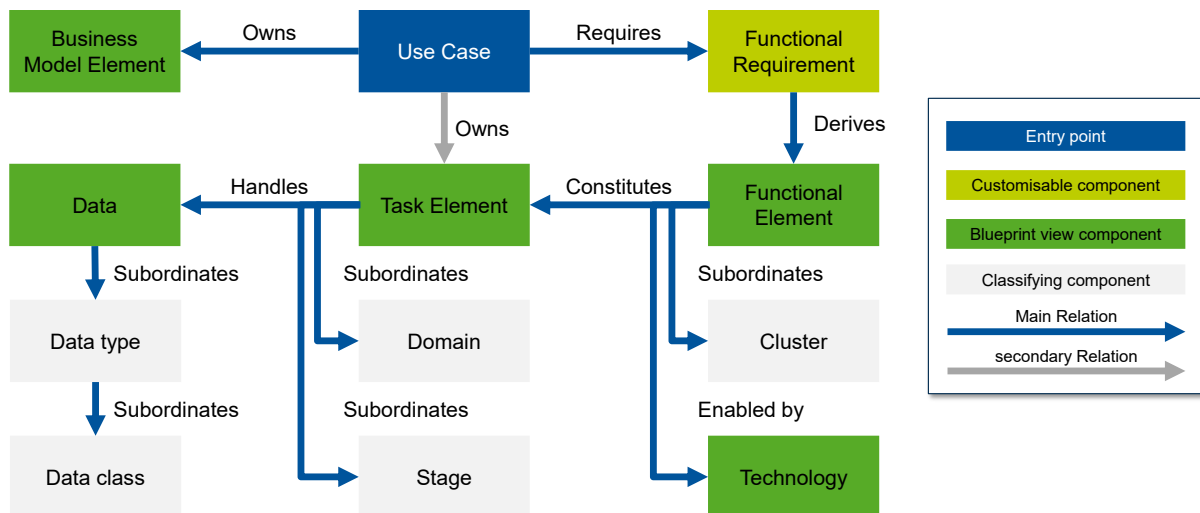 Business
Model Element
Owns
Use Case
Requires
Functional
Requirement
Owns
Derives
Data
Handles
Task Element
Constitutes
Functional
Element
Subordinates
Subordinates
Subordinates
Data type
Domain
Cluster
Subordinates
Subordinates
Enabled by
Data class
Stage
Technology
Entry point
Customisable component
Blueprint view component
Classifying component
Main Relation
secondary Relation